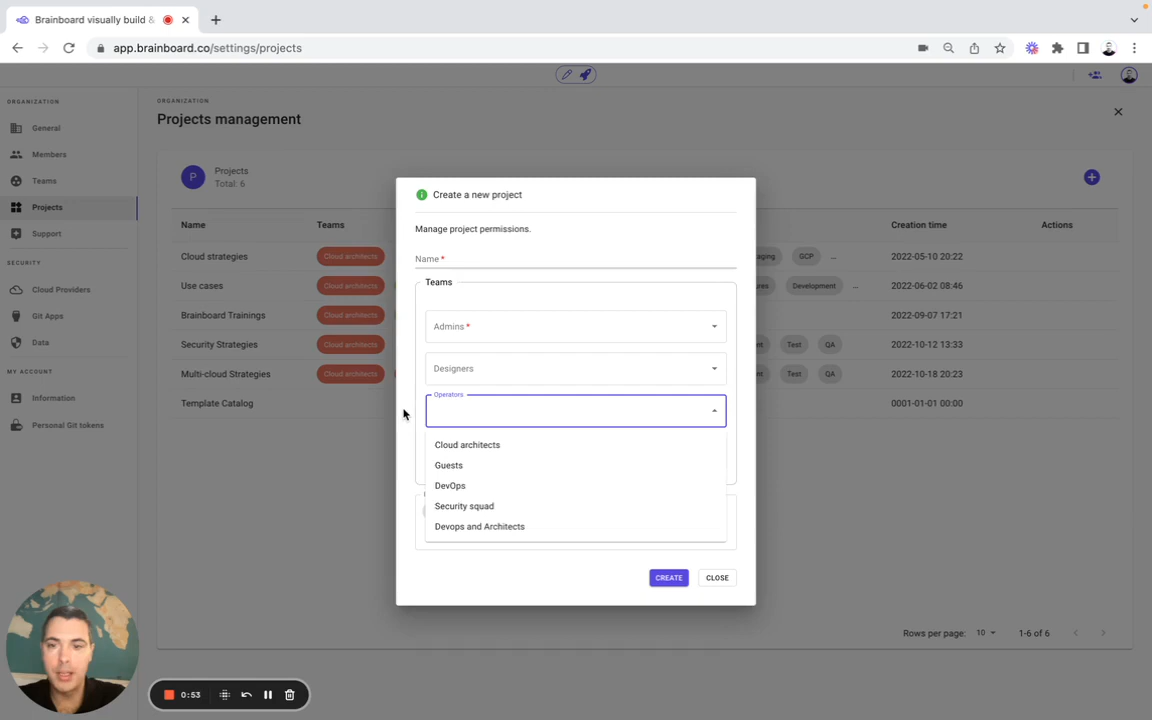 Brainboard visually build &
app.brainboard.co/settings/projects
ORGANIZATION
General
Members
Teams
Projects
Support
SECURITY
Cloud Providers
Git Apps
Data
MY ACCOUNT
Information
Personal Git tokens
ORGANIZATION
Projects management
P
Projects
Total: 6
Name Teams Creation time Actions
Cloud strategies Cloud architects GCP ... 2022-05-10 20:22
Use cases Cloud architects Development ... 2022-06-02 08:46
Brainboard Trainings Cloud architects 2022-09-07 17:21
Security Strategies Cloud architects Test QA 2022-10-12 13:33
Multi-cloud Strategies Cloud architects Test QA 2022-10-18 20:23
Template Catalog 0001-01-01 00:00
Rows per page: 10 1-6 of 6
Create a new project
Manage project permissions.
Name *
Teams
Admins *
Designers
Operators
Cloud architects
Guests
DevOps
Security squad
Devops and Architects
CREATE CLOSE
0:53